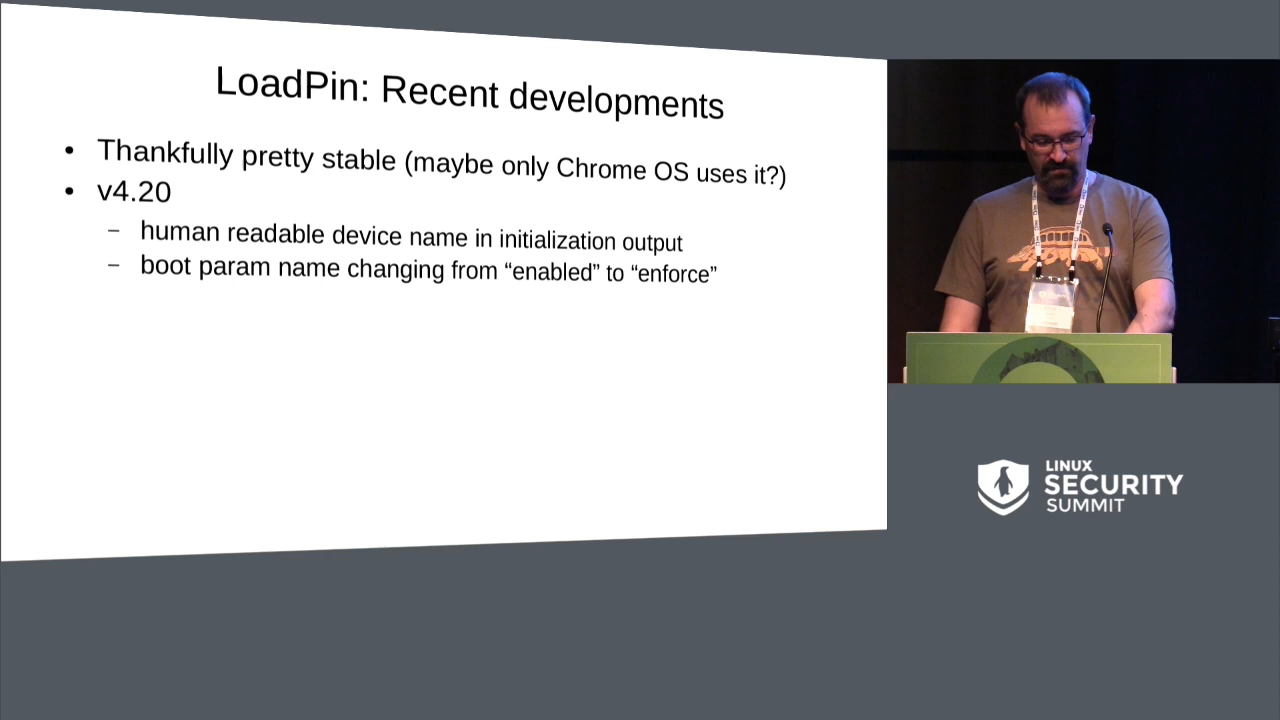 LoadPin: Recent developments
• Thankfully pretty stable (maybe only Chrome OS uses it?)
• v4.20
– human readable device name in initialization output
– boot param name changing from “enabled” to “enforce”
LINUX
SECURITY
SUMMIT